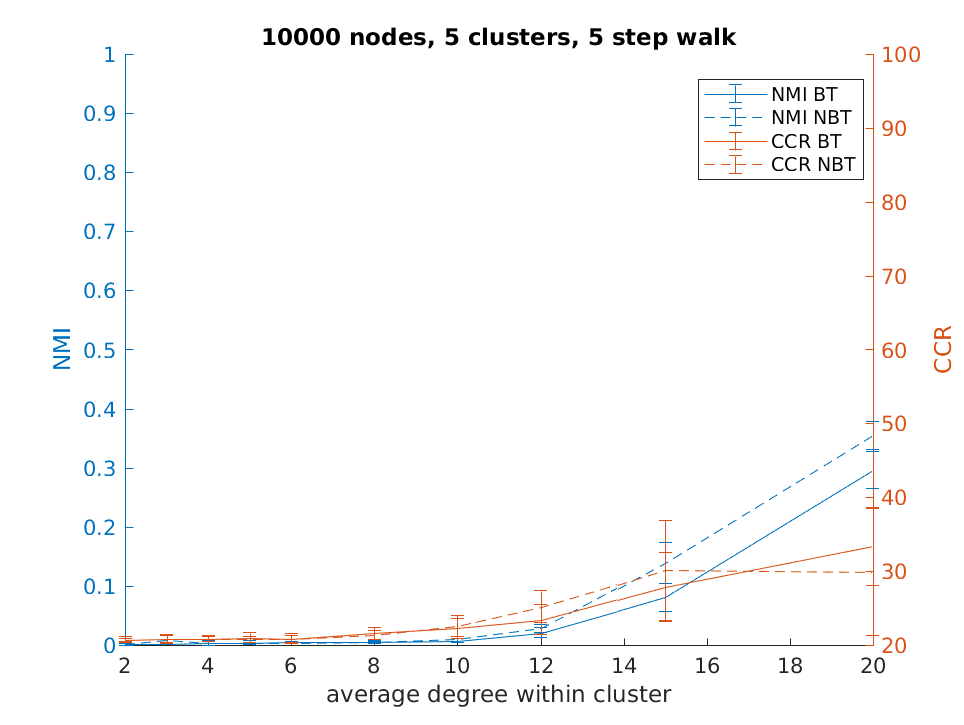 10000 nodes, 5 clusters, 5 step walk
1
0.9
0.8
0.7
0.6
0.5
0.4
0.3
0.2
0.1
0
NMI
100
90
80
70
60
50
40
30
20
CCR
NMI BT
NMI NBT
CCR BT
CCR NBT
2 4 6 8 10 12 14 16 18 20
average degree within cluster